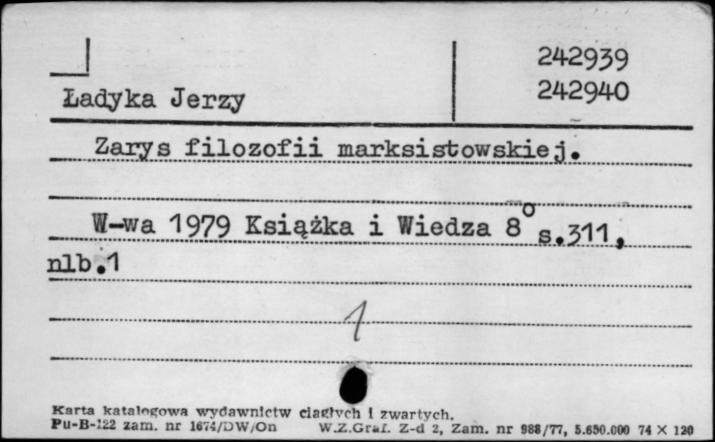 242939
Ładyka Jerzy 242940
Zarys filozofii marksistowskiej.
W-wa 1979 Książka i Wiedza 8° s.311,
nlb.1
1
Karta katalogowa wydawnictw ciągłych i zwartych.
Pu-B-122 zam. nr 1674/DW/On W.Z.Graf. Z-d 2, Zam. nr 988/77, 5.650.000 74 X 120